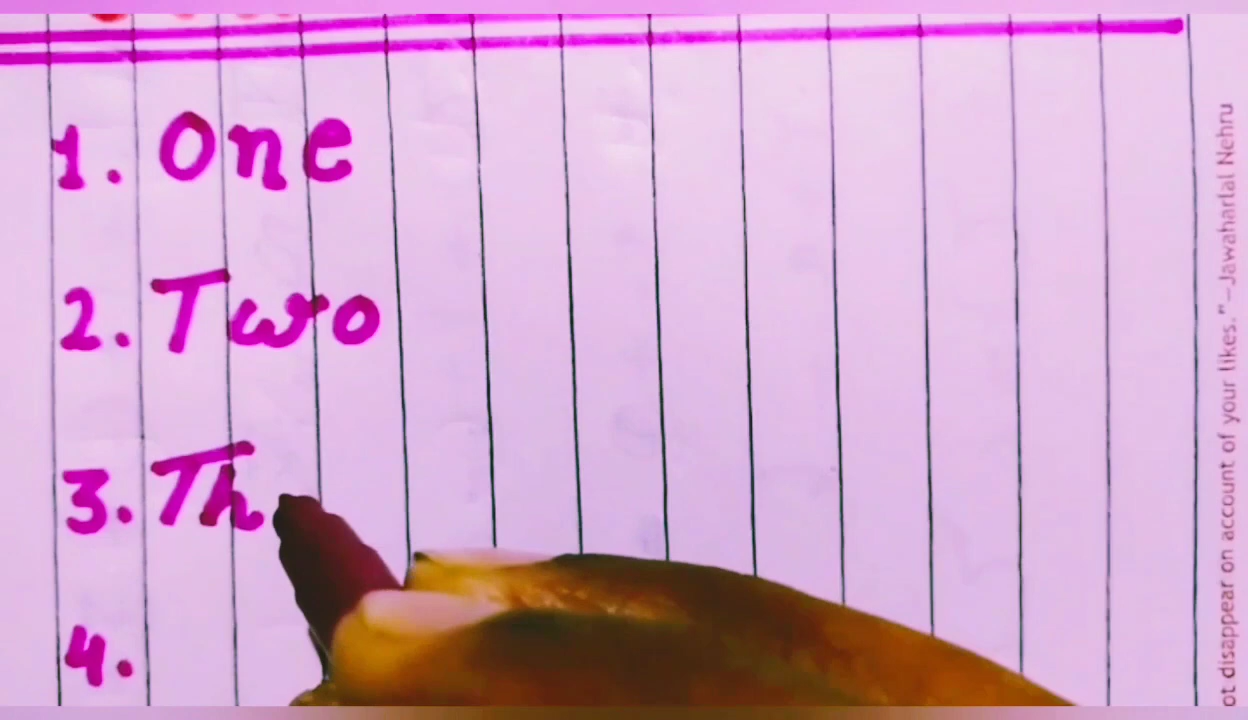 1. One
2. Two
3. Th
4.
ot disappear on account of your likes." – Jawaharlal Nehru